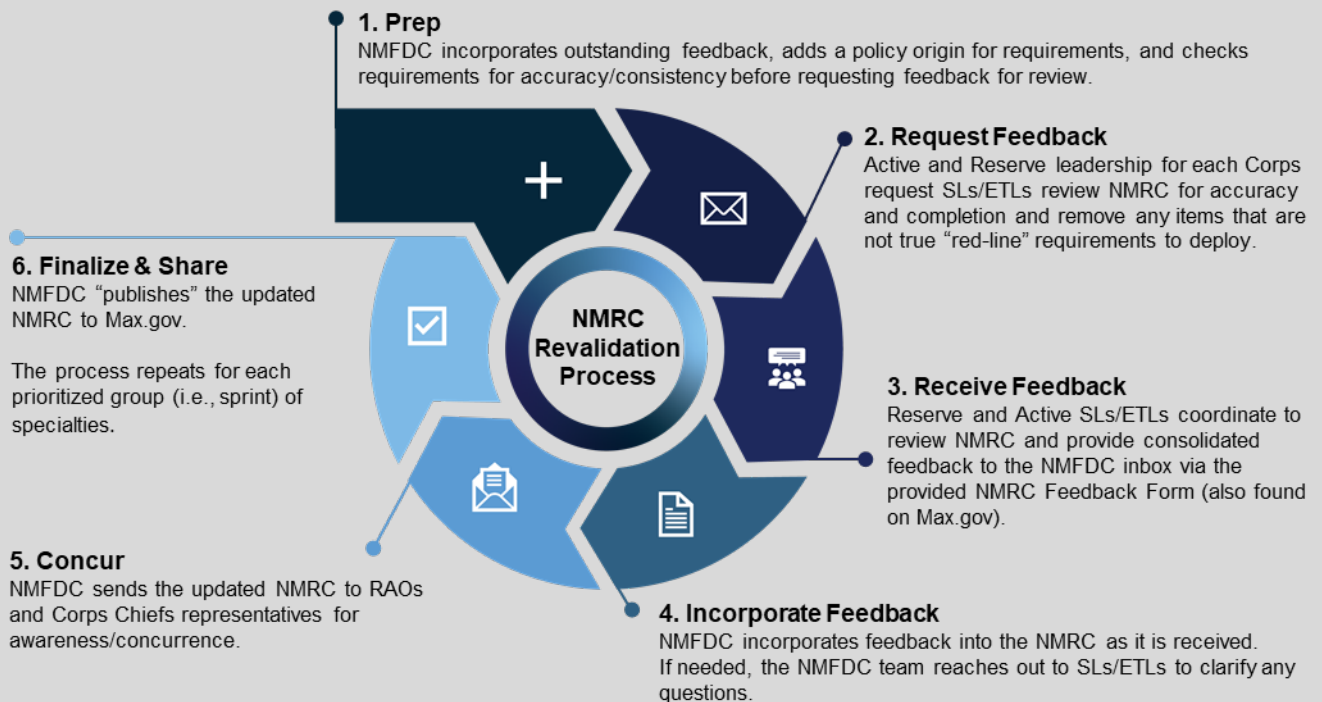 1. Prep
NMFDC incorporates outstanding feedback, adds a policy origin for requirements, and checks
requirements for accuracy/consistency before requesting feedback for review.
2. Request Feedback
Active and Reserve leadership for each Corps
request SLs/ETLs review NMRC for accuracy
and completion and remove any items that are
not true “red-line” requirements to deploy.
3. Receive Feedback
Reserve and Active SLs/ETLs coordinate to
review NMRC and provide consolidated
feedback to the NMFDC inbox via the
provided NMRC Feedback Form (also found
on Max.gov).
4. Incorporate Feedback
NMFDC incorporates feedback into the NMRC as it is received.
If needed, the NMFDC team reaches out to SLs/ETLs to clarify any
questions.
5. Concur
NMFDC sends the updated NMRC to RAOs
and Corps Chiefs representatives for
awareness/concurrence.
6. Finalize & Share
NMFDC “publishes” the updated
NMRC to Max.gov.
The process repeats for each
prioritized group (i.e., sprint) of
specialties.
NMRC
Revalidation
Process